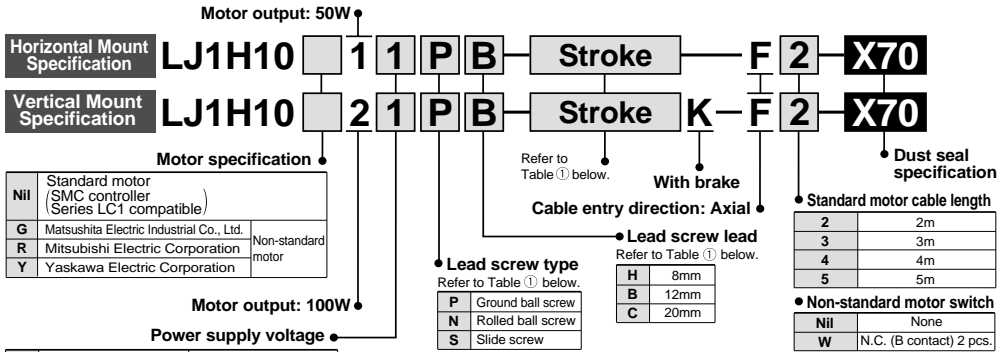 Motor output: 50W
Horizontal Mount Specification LJ1H10 1 1 P B Stroke F 2 X70
Vertical Mount Specification LJ1H10 2 1 P B Stroke K F 2 X70
Motor specification
Nil Standard motor (SMC controller Series LC1 compatible)
G Matsushita Electric Industrial Co., Ltd. Non-standard motor
R Mitsubishi Electric Corporation
Y Yaskawa Electric Corporation
Motor output: 100W
Power supply voltage
Lead screw type
Refer to Table ① below.
P Ground ball screw
N Rolled ball screw
S Slide screw
Lead screw lead
Refer to Table ① below.
H 8mm
B 12mm
C 20mm
Refer to
Table ① below.
With brake
Cable entry direction: Axial
Dust seal
specification
Standard motor cable length
2 2m
3 3m
4 4m
5 5m
Non-standard motor switch
Nil None
W N.C. (B contact) 2 pcs.